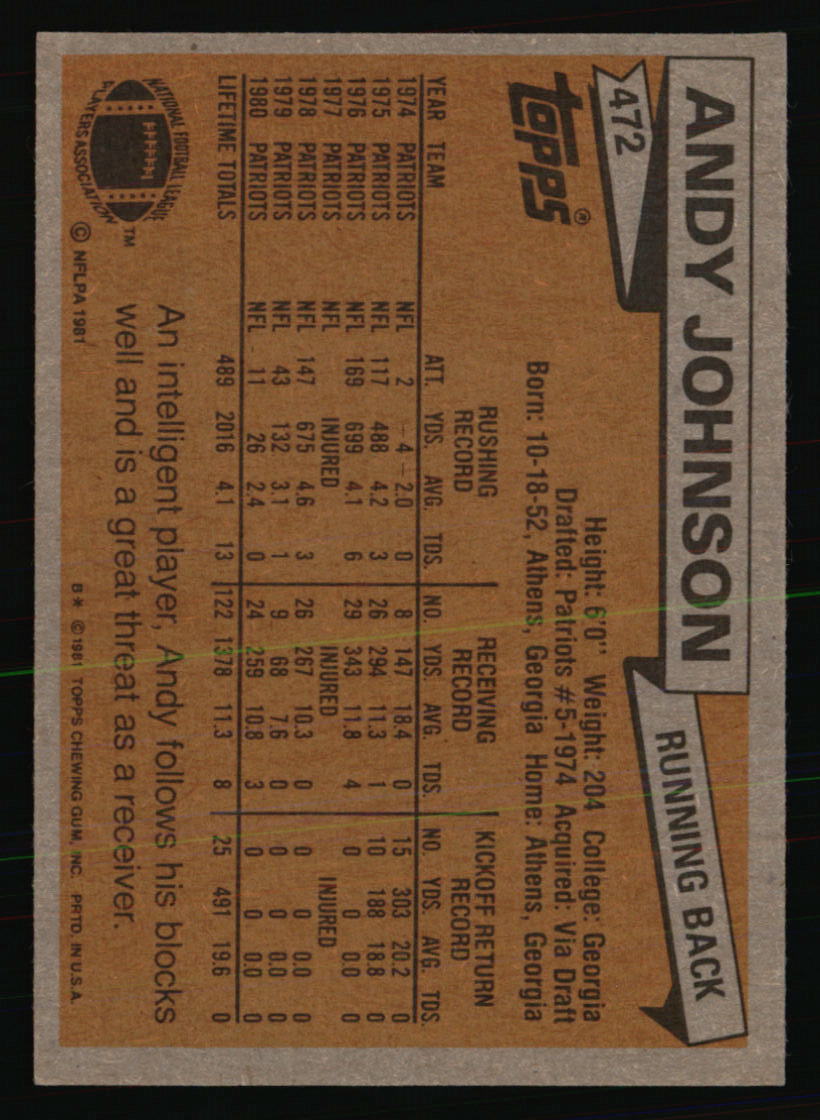 ANDY JOHNSON
RUNNING BACK
472
topps®
Height: 6'0" Weight: 204 College: Georgia
Drafted: Patriots #5-1974 Acquired: Via Draft
Born: 10-18-52, Athens, Georgia Home: Athens, Georgia
RUSHING RECORD RECEIVING RECORD KICKOFF RETURN RECORD
YEAR TEAM ATT. YDS. AVG. TDS. NO. YDS. AVG. TDS. NO. YDS. AVG. TDS.
1974 PATRIOTS NFL 2 -4 -2.0 0 8 147 18.4 0 15 303 20.2 0
1975 PATRIOTS NFL 117 488 4.2 3 26 294 11.3 1 10 188 18.8 0
1976 PATRIOTS NFL 169 699 4.1 6 29 343 11.8 4 0 0 0.0 0
1977 PATRIOTS NFL INJURED INJURED INJURED
1978 PATRIOTS NFL 147 675 4.6 3 26 267 10.3 0 0 0 0.0 0
1979 PATRIOTS NFL 43 132 3.1 1 9 68 7.6 0 0 0 0.0 0
1980 PATRIOTS NFL 11 26 2.4 0 24 259 10.8 3 0 0 0.0 0
LIFETIME TOTALS 489 2016 4.1 13 122 1378 11.3 8 25 491 19.6 0
An intelligent player, Andy follows his blocks
well and is a great threat as a receiver.
NATIONAL FOOTBALL LEAGUE
PLAYERS ASSOCIATION
TM
© NFLPA 1981
B* ©1981 TOPPS CHEWING GUM, INC. PRTD. IN U.S.A.